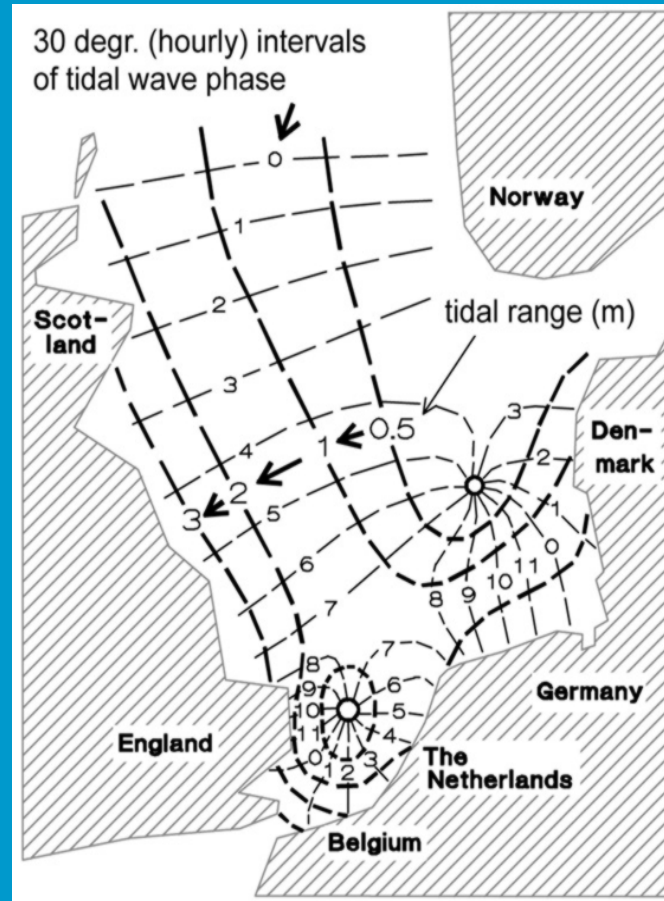 30 degr. (hourly) intervals
of tidal wave phase
0
Norway
1
2
Scot-
land
tidal range (m)
3
3
0.5
Den-
mark
1
4
2
2
3
5
1
0
6
11
10
9
8
7
7
8
6
9
Germany
10
5
11
4
England
0
3
The
Netherlands
1
2
Belgium